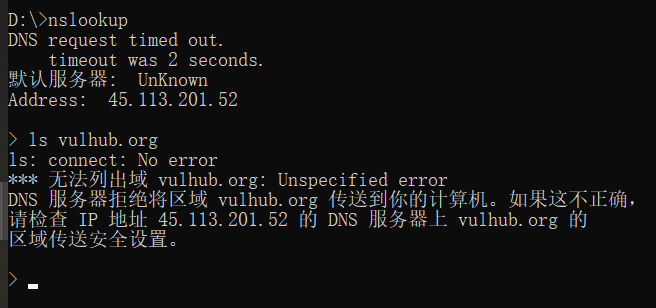 D:\>nslookup
DNS request timed out.
    timeout was 2 seconds.
默认服务器:  UnKnown
Address:  45.113.201.52

> ls vulhub.org
ls: connect: No error
*** 无法列出域 vulhub.org: Unspecified error
DNS 服务器拒绝将区域 vulhub.org 传送到你的计算机。如果这不正确，
请检查 IP 地址 45.113.201.52 的 DNS 服务器上 vulhub.org 的
区域传送安全设置。

>